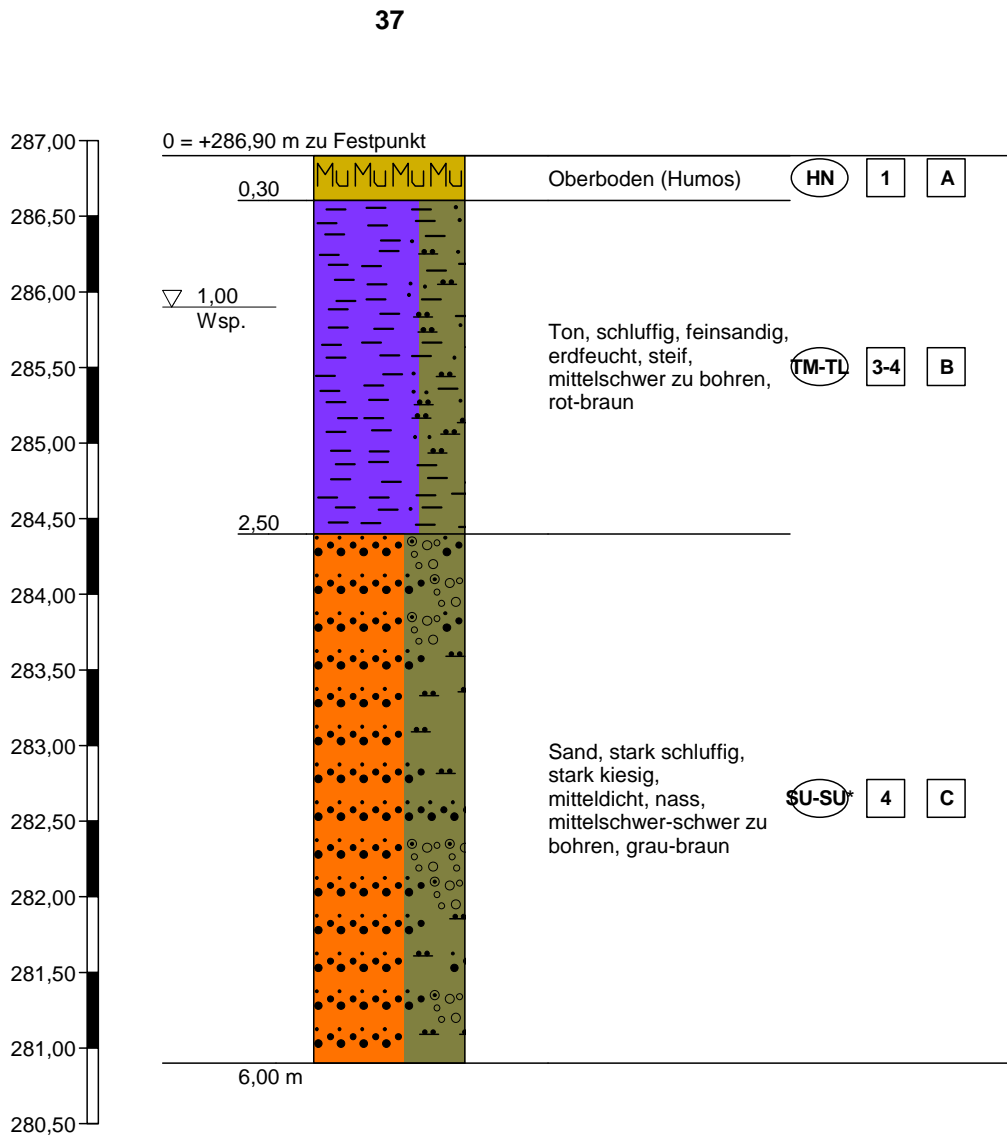 37
287,00
0 = +286,90 m zu Festpunkt
Mu Mu Mu Mu
Oberboden (Humos)
HN 1 A
0,30
286,50
286,00
1,00
Wsp.
Ton, schluffig, feinsandig,
erdfeucht, steif,
mittelschwer zu bohren,
rot-braun
TM-TL 3-4 B
285,50
285,00
284,50
2,50
284,00
283,50
283,00
Sand, stark schluffig,
stark kiesig,
mitteldicht, nass,
mittelschwer-schwer zu
bohren, grau-braun
SU-SU* 4 C
282,50
282,00
281,50
281,00
6,00 m
280,50